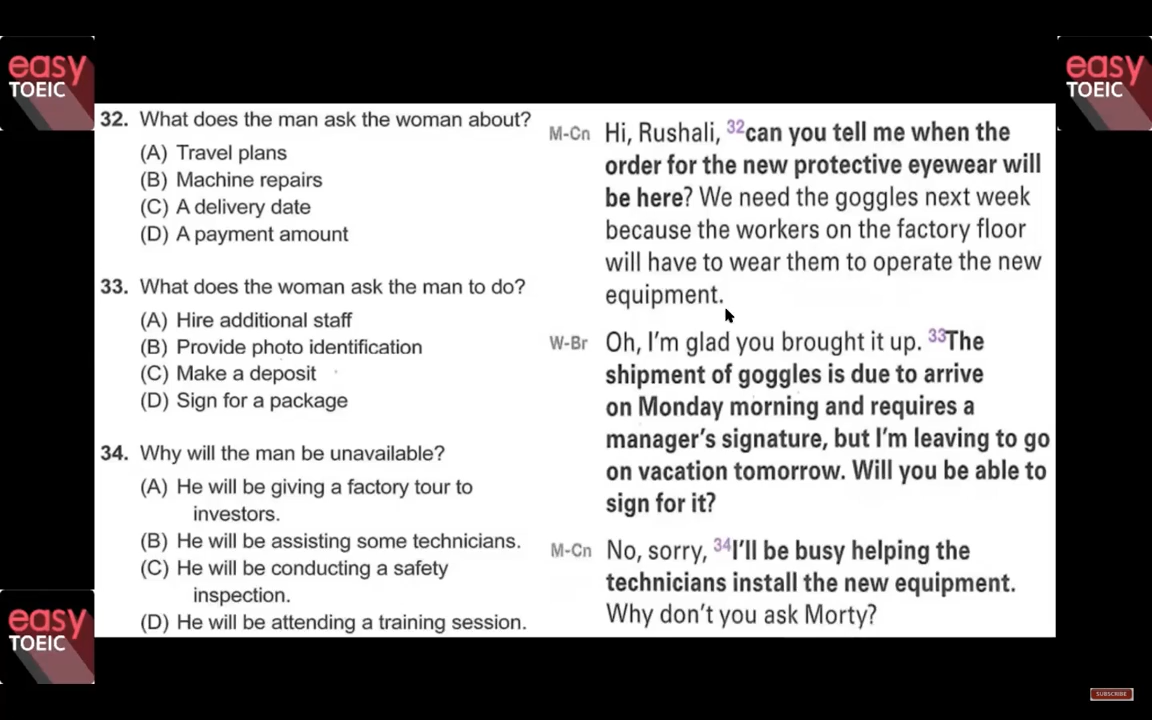 easy
TOEIC
easy
TOEIC
32. What does the man ask the woman about?
(A) Travel plans
(B) Machine repairs
(C) A delivery date
(D) A payment amount
33. What does the woman ask the man to do?
(A) Hire additional staff
(B) Provide photo identification
(C) Make a deposit
(D) Sign for a package
34. Why will the man be unavailable?
(A) He will be giving a factory tour to
investors.
(B) He will be assisting some technicians.
(C) He will be conducting a safety
inspection.
(D) He will be attending a training session.
M-Cn Hi, Rushali, 32can you tell me when the
order for the new protective eyewear will
be here? We need the goggles next week
because the workers on the factory floor
will have to wear them to operate the new
equipment.
W-Br Oh, I'm glad you brought it up. 33The
shipment of goggles is due to arrive
on Monday morning and requires a
manager's signature, but I'm leaving to go
on vacation tomorrow. Will you be able to
sign for it?
M-Cn No, sorry, 34I'll be busy helping the
technicians install the new equipment.
Why don't you ask Morty?
easy
TOEIC
SUBSCRIBE